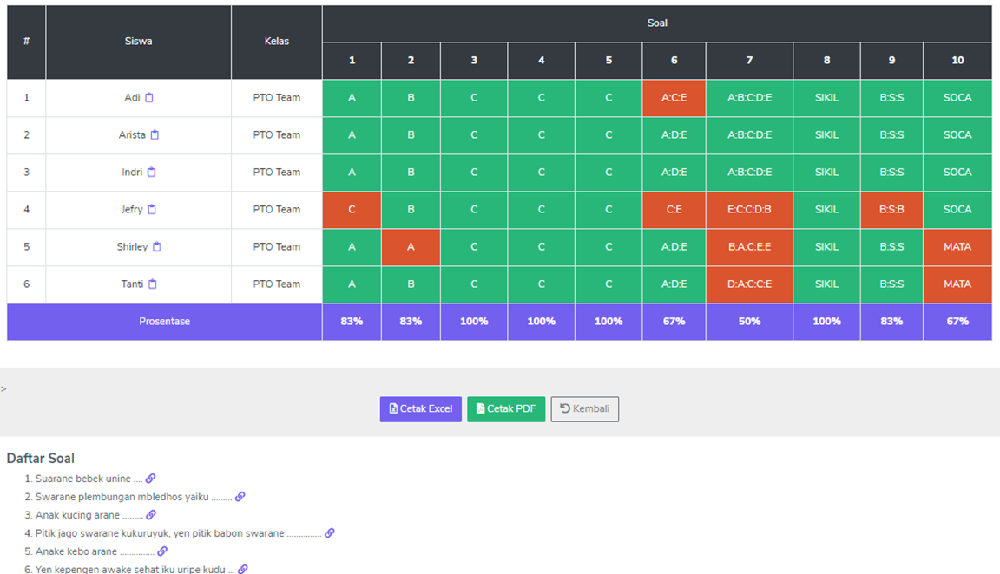 # Siswa Kelas Soal
1 2 3 4 5 6 7 8 9 10
1 Adi PTO Team A B C C C A:C:E A:B:C:D:E SIKIL B:S:S SOCA
2 Arista PTO Team A B C C C A:D:E A:B:C:D:E SIKIL B:S:S SOCA
3 Indri PTO Team A B C C C A:D:E A:B:C:D:E SIKIL B:S:S SOCA
4 Jefry PTO Team C B C C C C:E E:C:C:D:B SIKIL B:S:B SOCA
5 Shirley PTO Team A A C C C A:D:E B:A:C:E:E SIKIL B:S:S MATA
6 Tanti PTO Team A B C C C A:D:E D:A:C:C:E SIKIL B:S:S MATA
Prosentase 83% 83% 100% 100% 100% 67% 50% 100% 83% 67%
>
Cetak Excel Cetak PDF Kembali
Daftar Soal
1. Suarane bebek unine ....
2. Swarane plembungan mbledhos yaiku .........
3. Anak kucing arane .........
4. Pitik jago swarane kukuruyuk, yen pitik babon swarane ...............
5. Anake kebo arane ...............
6. Yen kepengen awake sehat iku uripe kudu ...